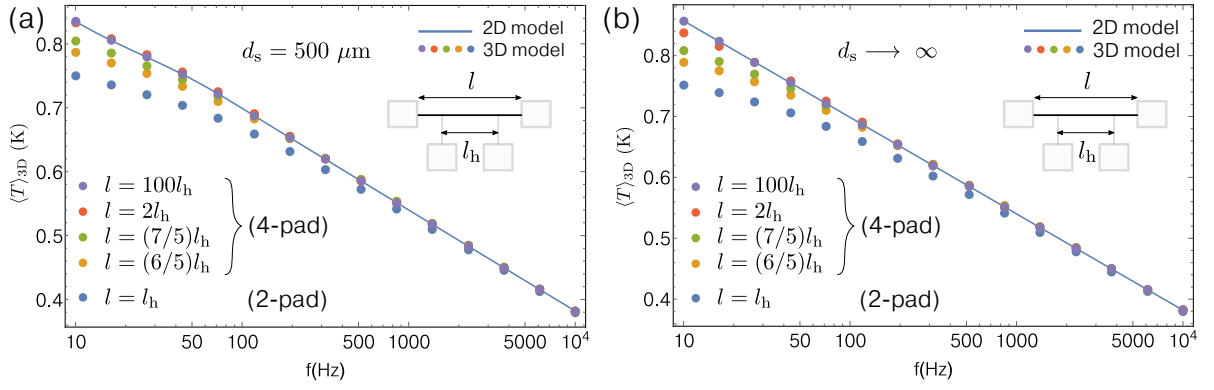 (a)
⟨T⟩3D (K)
0.8
0.7
0.6
0.5
0.4
ds = 500 μm
2D model
3D model
l
lh
l = 100lh
l = 2lh
l = (7/5)lh
l = (6/5)lh
(4-pad)
l = lh
(2-pad)
10 50 100 500 1000 5000 10⁴
f(Hz)
(b)
⟨T⟩3D (K)
0.8
0.7
0.6
0.5
0.4
ds → ∞
2D model
3D model
l
lh
l = 100lh
l = 2lh
l = (7/5)lh
l = (6/5)lh
(4-pad)
l = lh
(2-pad)
10 50 100 500 1000 5000 10⁴
f(Hz)